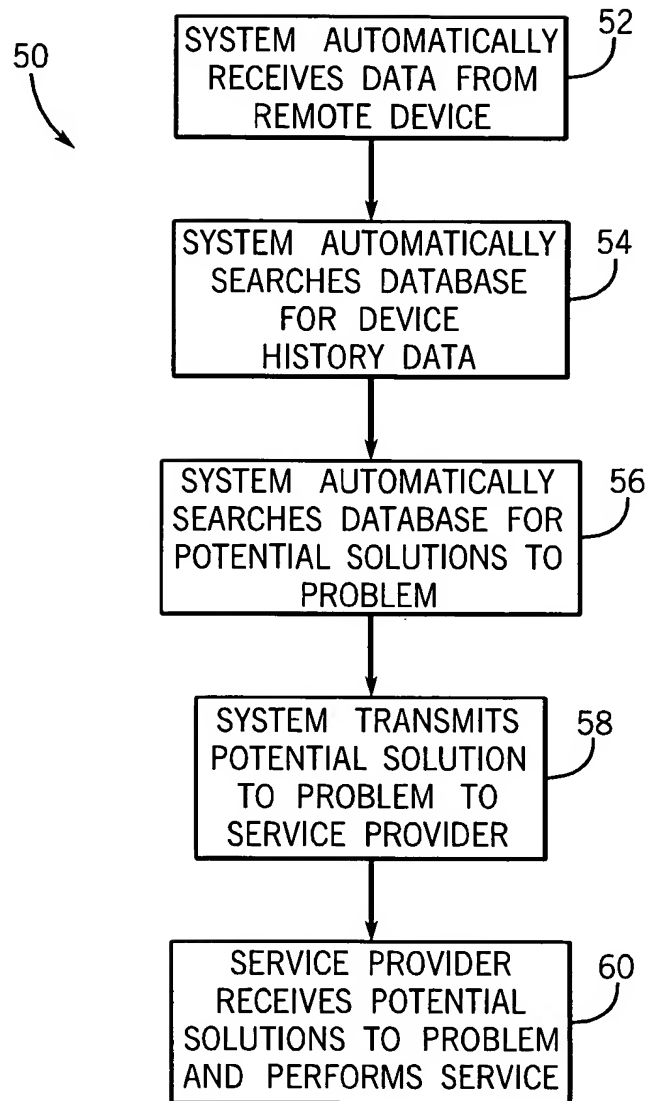 50
SYSTEM AUTOMATICALLY
RECEIVES DATA FROM
REMOTE DEVICE
52
SYSTEM AUTOMATICALLY
SEARCHES DATABASE
FOR DEVICE
HISTORY DATA
54
SYSTEM AUTOMATICALLY
SEARCHES DATABASE FOR
POTENTIAL SOLUTIONS TO
PROBLEM
56
SYSTEM TRANSMITS
POTENTIAL SOLUTION
TO PROBLEM TO
SERVICE PROVIDER
58
SERVICE PROVIDER
RECEIVES POTENTIAL
SOLUTIONS TO PROBLEM
AND PERFORMS SERVICE
60